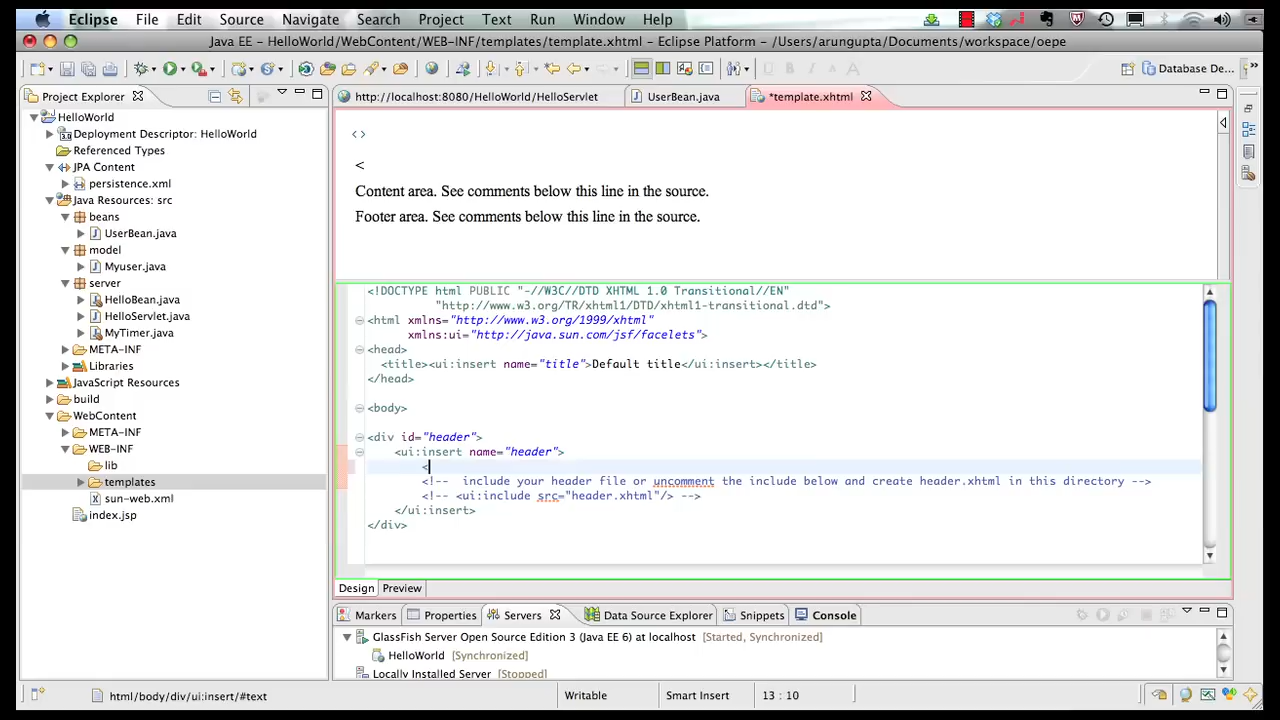 Eclipse File Edit Source Navigate Search Project Text Run Window Help
Java EE – HelloWorld/WebContent/WEB-INF/templates/template.xhtml – Eclipse Platform – /Users/arungupta/Documents/workspace/oepe
Database De...
Project Explorer
http://localhost:8080/HelloWorld/HelloServlet
UserBean.java
*template.xhtml
HelloWorld
Deployment Descriptor: HelloWorld
Referenced Types
JPA Content
persistence.xml
Java Resources: src
beans
UserBean.java
model
Myuser.java
server
HelloBean.java
HelloServlet.java
MyTimer.java
META-INF
Libraries
JavaScript Resources
build
WebContent
META-INF
WEB-INF
lib
templates
sun-web.xml
index.jsp
<>
<
Content area. See comments below this line in the source.
Footer area. See comments below this line in the source.
<!DOCTYPE html PUBLIC "-//W3C//DTD XHTML 1.0 Transitional//EN"
"http://www.w3.org/TR/xhtml1/DTD/xhtml1-transitional.dtd">
<html xmlns="http://www.w3.org/1999/xhtml"
xmlns:ui="http://java.sun.com/jsf/facelets">
<head>
<title><ui:insert name="title">Default title</ui:insert></title>
</head>
<body>
<div id="header">
<ui:insert name="header">
<
<!--  include your header file or uncomment the include below and create header.xhtml in this directory -->
<!-- <ui:include src="header.xhtml"/> -->
</ui:insert>
</div>
Design Preview
Markers Properties Servers Data Source Explorer Snippets Console
GlassFish Server Open Source Edition 3 (Java EE 6) at localhost [Started, Synchronized]
HelloWorld [Synchronized]
Locally Installed Server [Stopped]
html/body/div/ui:insert/#text
Writable
Smart Insert
13 : 10